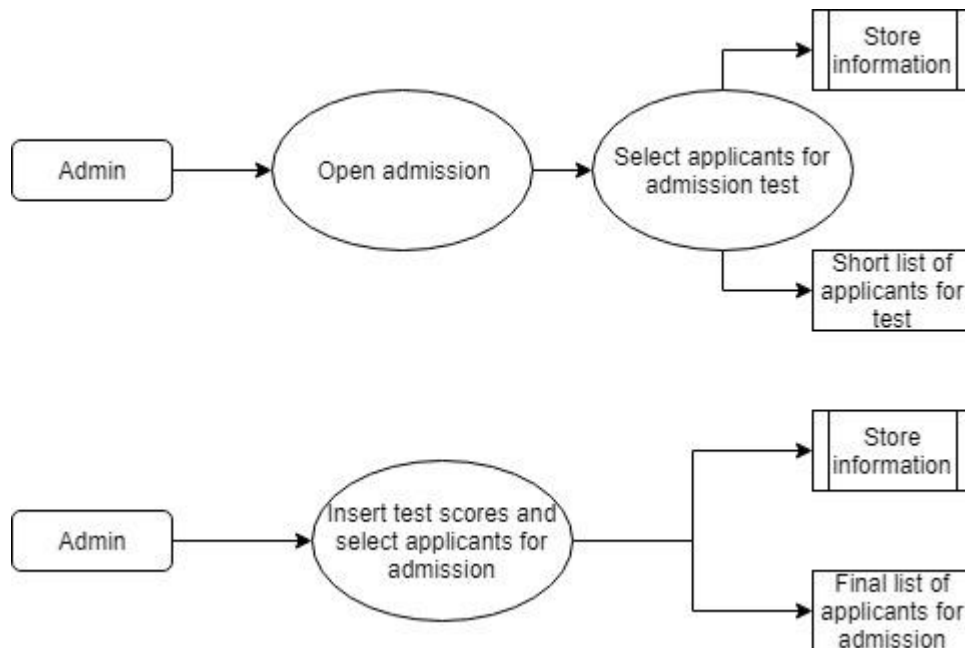 Store
information
Admin
Open admission
Select applicants for
admission test
Short list of
applicants for
test
Store
information
Admin
Insert test scores and
select applicants for
admission
Final list of
applicants for
admission